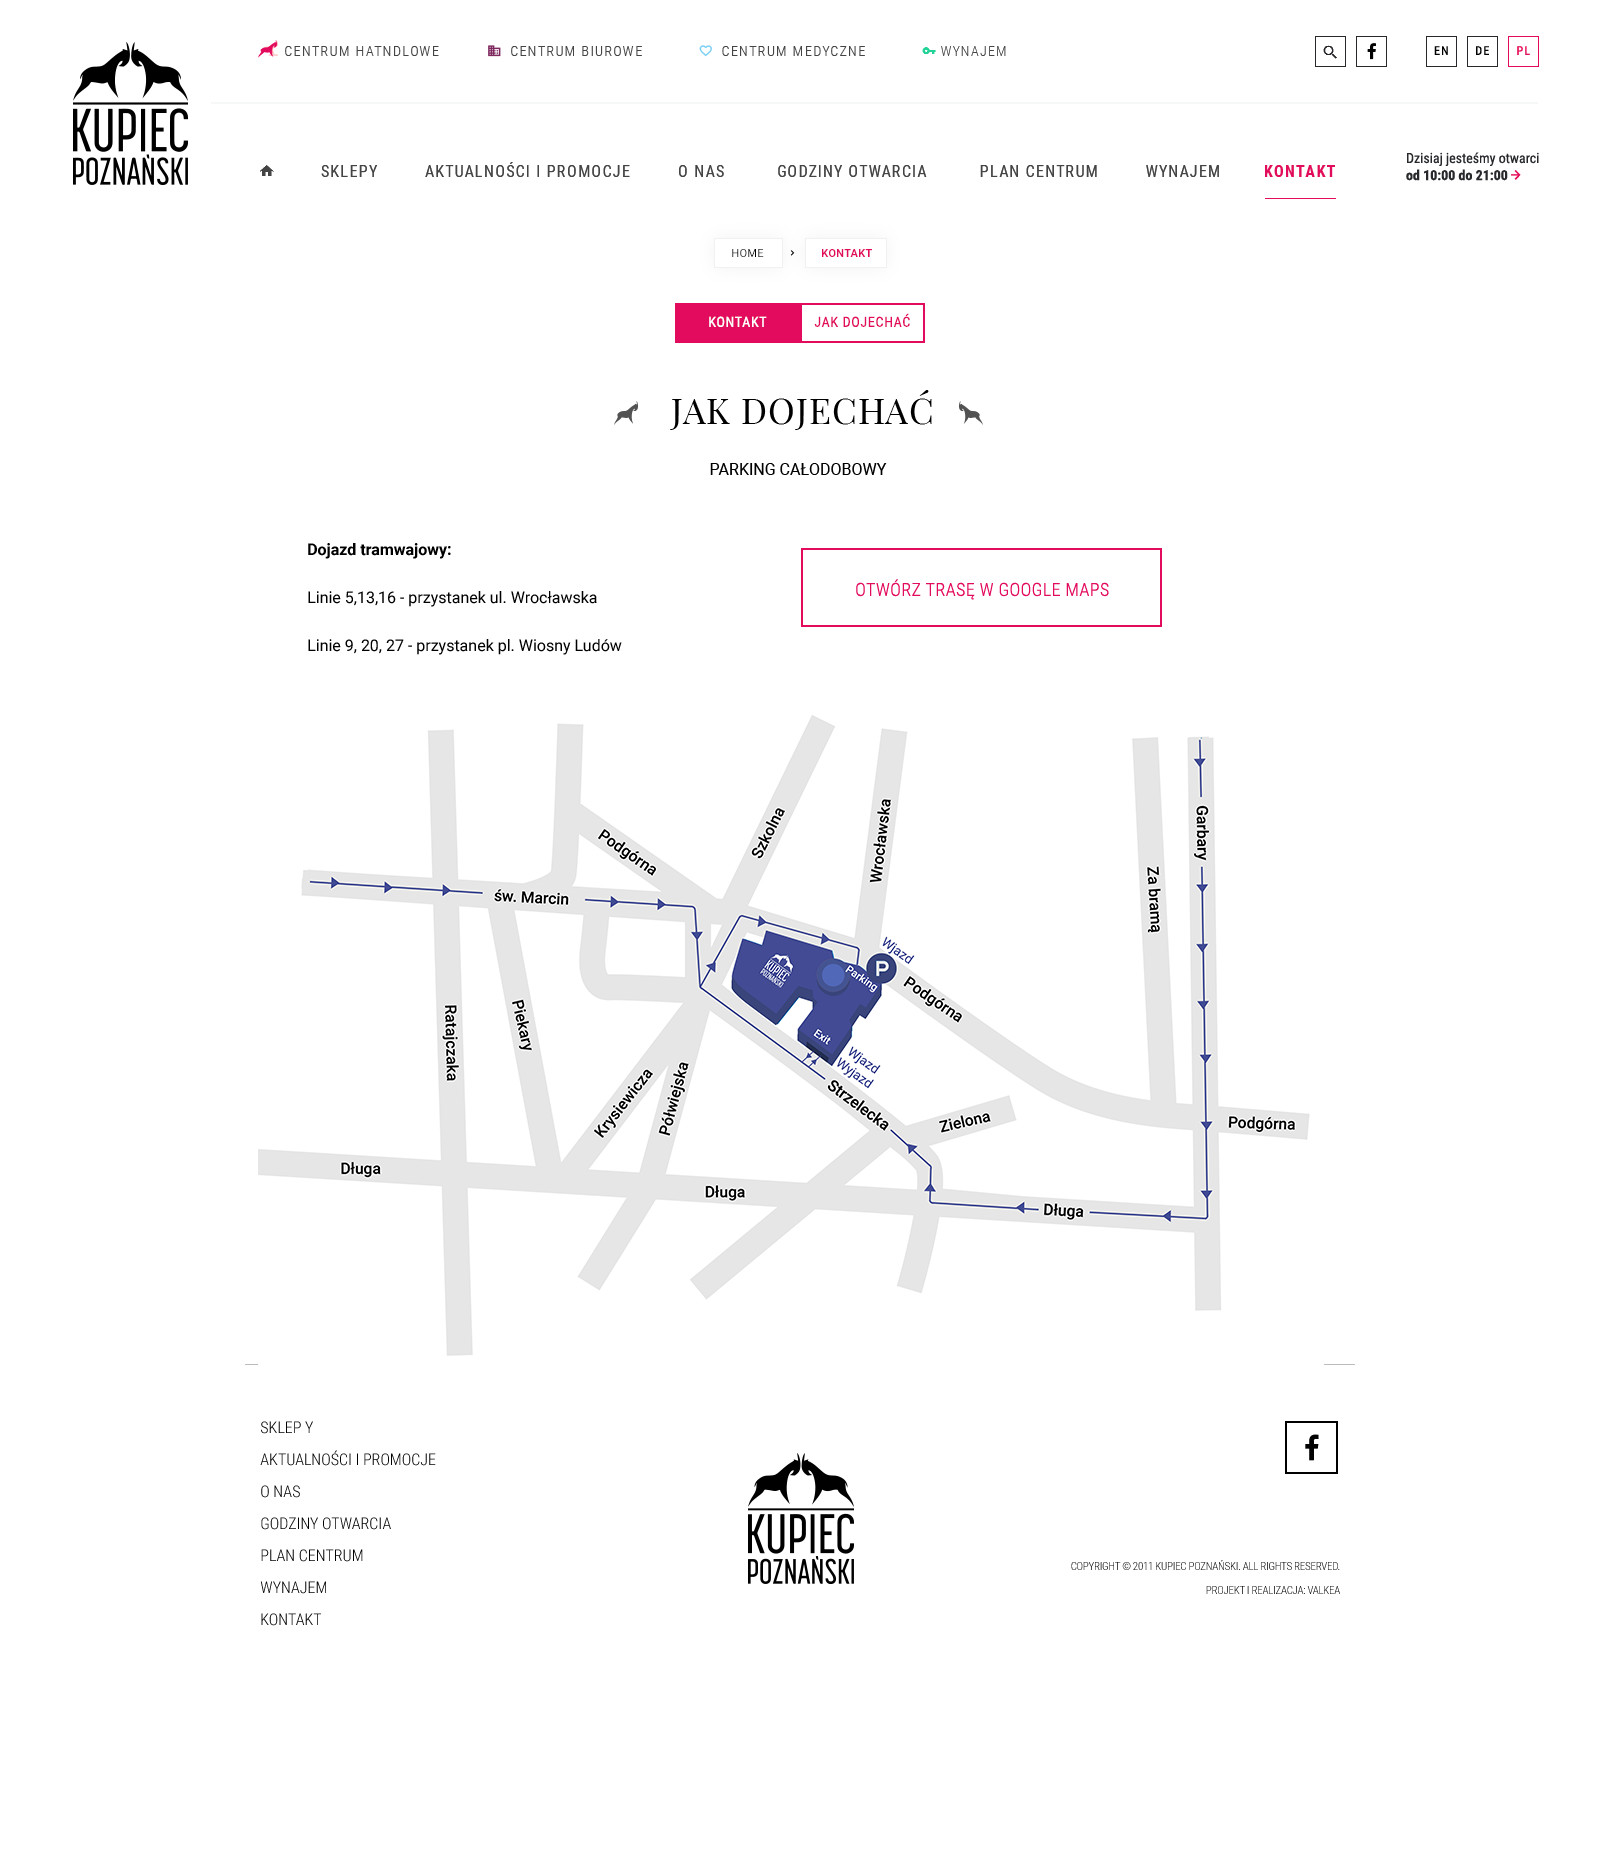 KUPIEC
POZNAŃSKI
CENTRUM HATNDLOWE
CENTRUM BIUROWE
CENTRUM MEDYCZNE
WYNAJEM
EN
DE
PL
SKLEPY
AKTUALNOŚCI I PROMOCJE
O NAS
GODZINY OTWARCIA
PLAN CENTRUM
WYNAJEM
KONTAKT
Dzisiaj jesteśmy otwarci
od 10:00 do 21:00
HOME
KONTAKT
KONTAKT
JAK DOJECHAĆ
JAK DOJECHAĆ
PARKING CAŁODOBOWY
Dojazd tramwajowy:
Linie 5,13,16 - przystanek ul. Wrocławska
Linie 9, 20, 27 - przystanek pl. Wiosny Ludów
OTWÓRZ TRASĘ W GOOGLE MAPS
Podgórna
Szkolna
Wrocławska
Garbary
Za bramą
św. Marcin
Wjazd
P
Parking
KUPIEC
POZNAŃSKI
Podgórna
Exit
Wjazd
Wyjazd
Ratajczaka
Piekary
Krysiewicza
Półwiejska
Strzelecka
Zielona
Podgórna
Długa
Długa
Długa
SKLEP Y
AKTUALNOŚCI I PROMOCJE
O NAS
GODZINY OTWARCIA
PLAN CENTRUM
WYNAJEM
KONTAKT
KUPIEC
POZNAŃSKI
COPYRIGHT © 2011 KUPIEC POZNAŃSKI. ALL RIGHTS RESERVED.
PROJEKT I REALIZACJA: VALKEA